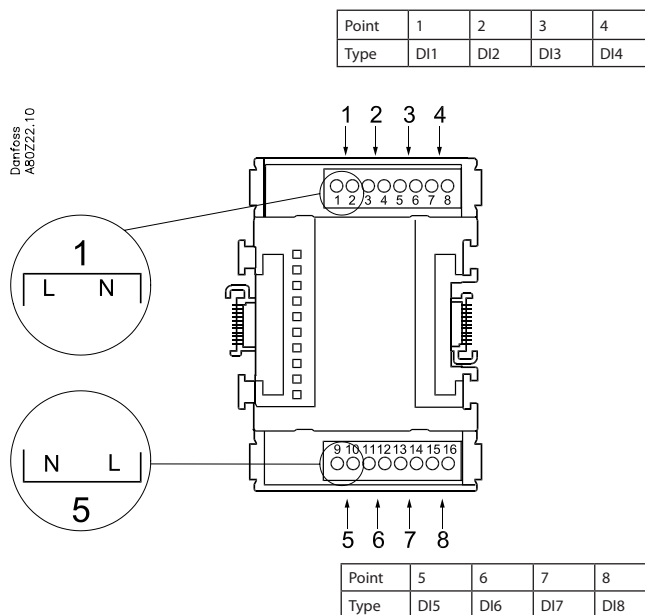 Point 1 2 3 4
Type DI1 DI2 DI3 DI4
Danfoss
A80Z22.10
1 2 3 4
1 2 3 4 5 6 7 8
1
L N
9 10 11 12 13 14 15 16
N L
5
5 6 7 8
Point 5 6 7 8
Type DI5 DI6 DI7 DI8